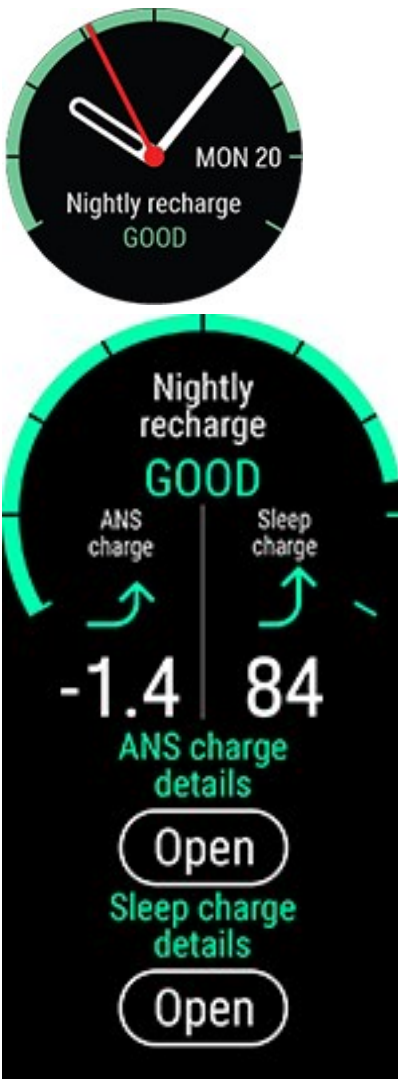 MON 20
Nightly recharge
GOOD
Nightly
recharge
GOOD
ANS
charge
Sleep
charge
-1.4
84
ANS charge
details
Open
Sleep charge
details
Open